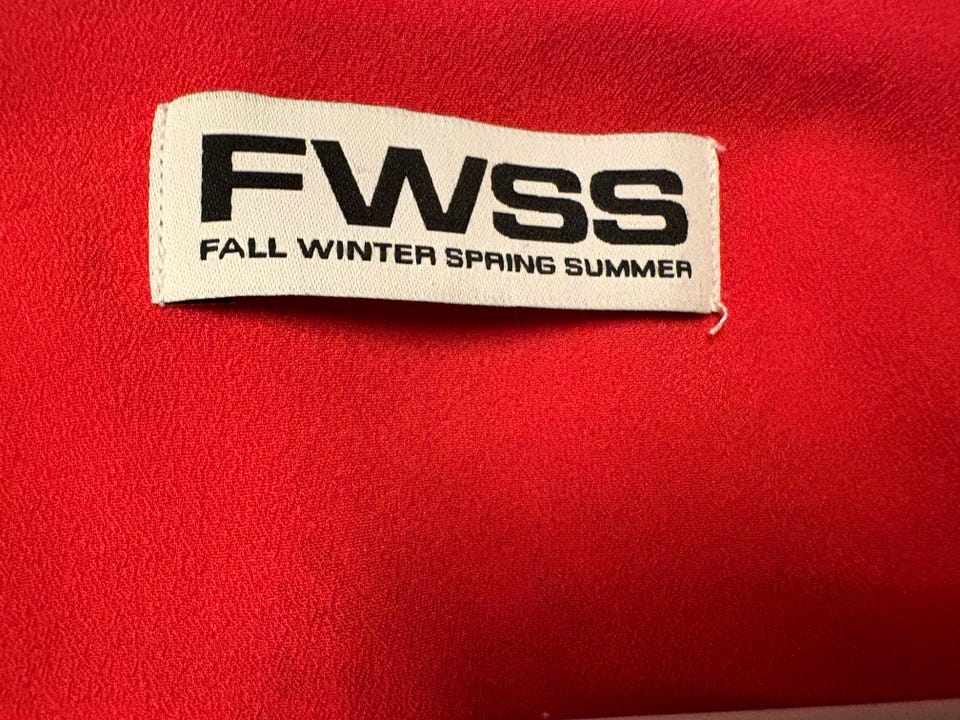 FWSS
FALL WINTER SPRING SUMMER